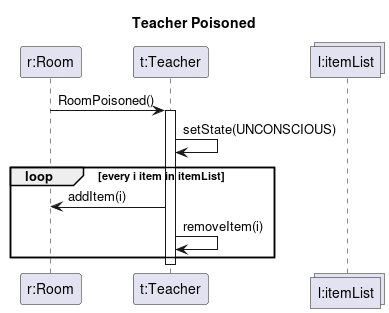 Teacher Poisoned
r:Room
t:Teacher
l:itemList
RoomPoisoned()
setState(UNCONSCIOUS)
loop [every i item in itemList]
addItem(i)
removeItem(i)
r:Room
t:Teacher
l:itemList